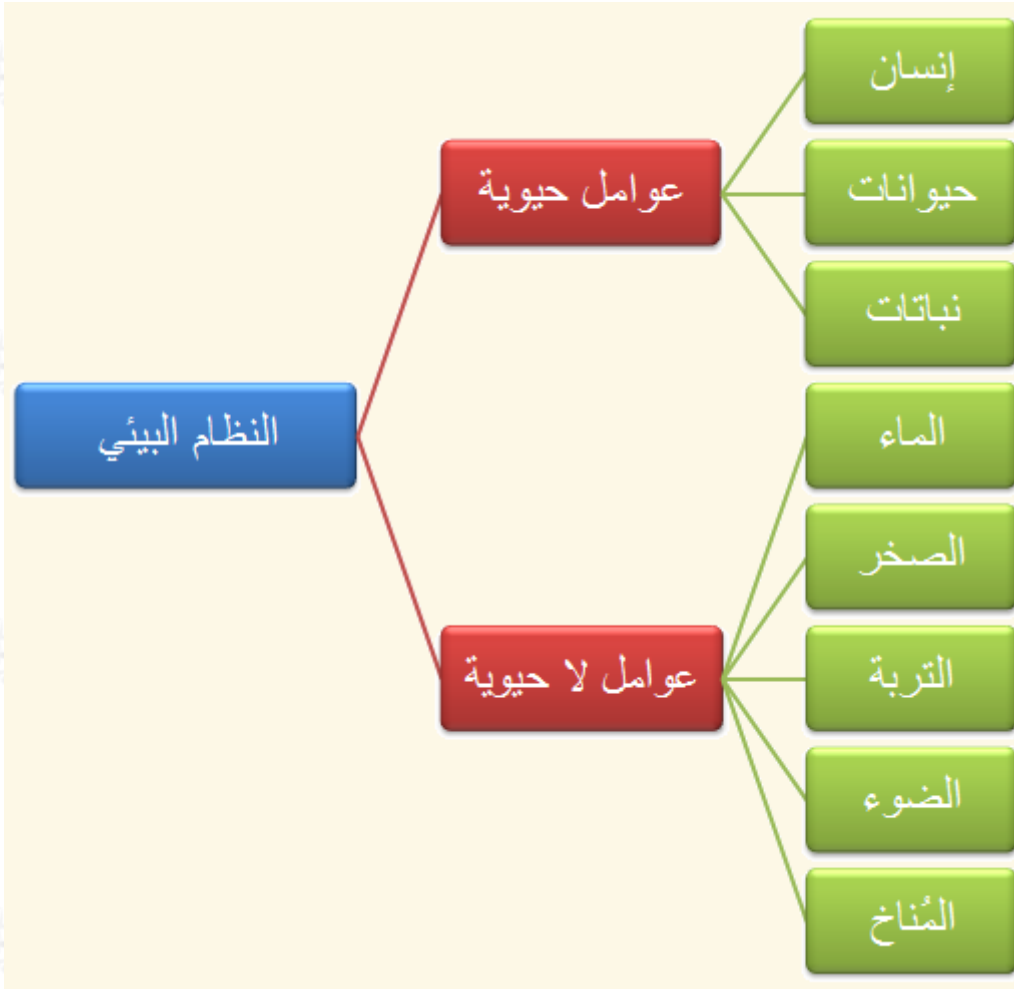 النظام البيئي
عوامل حيوية
إنسان
حيوانات
نباتات
عوامل لا حيوية
الماء
الصخر
التربة
الضوء
المُناخ